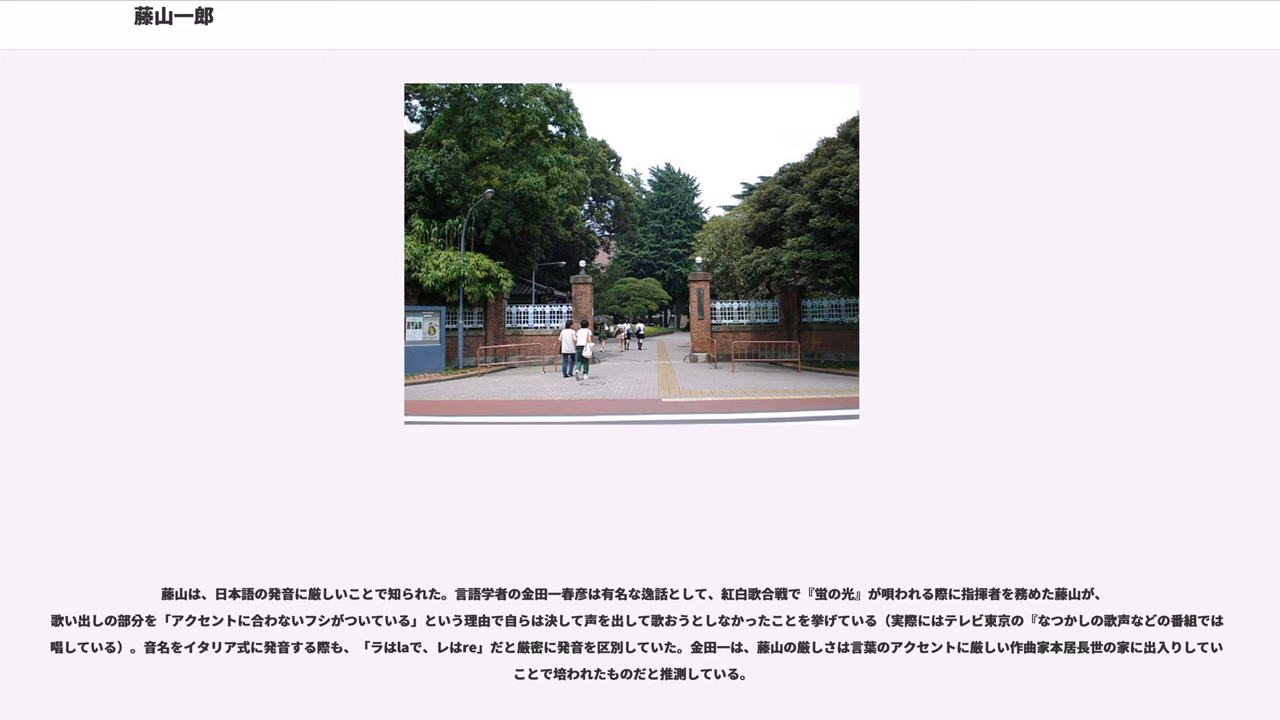 藤山一郎
藤山は、日本語の発音に厳しいことで知られた。言語学者の金田一春彦は有名な逸話として、紅白歌合戦で『蛍の光』が唄われる際に指揮者を務めた藤山が、
歌い出しの部分を「アクセントに合わないフシがついている」という理由で自らは決して声を出して歌おうとしなかったことを挙げている（実際にはテレビ東京の『なつかしの歌声などの番組では
唱している）。音名をイタリア式に発音する際も、「ラはlaで、レはre」だと厳密に発音を区別していた。金田一は、藤山の厳しさは言葉のアクセントに厳しい作曲家本居長世の家に出入りしてい
ことで培われたものだと推測している。